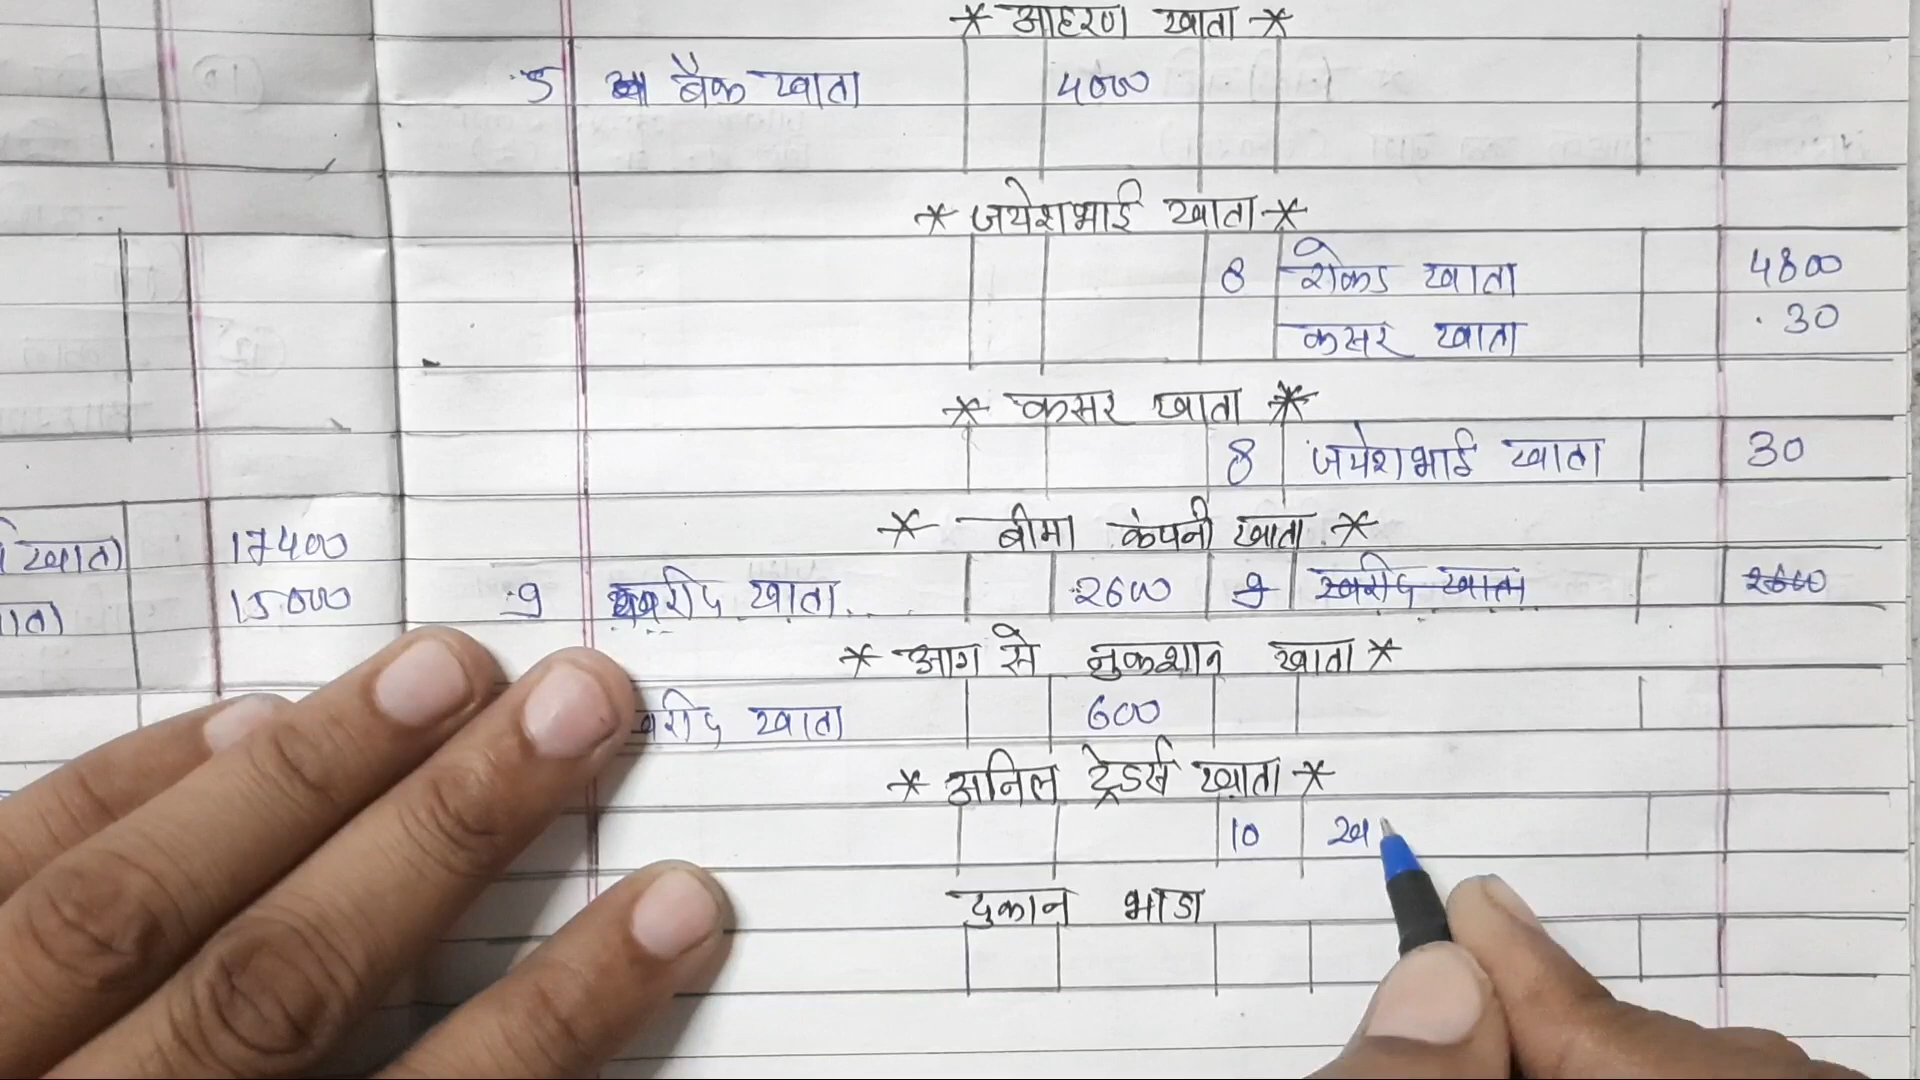 * आहरण खाता *
5 बैंक खाता 4000
* जयेशभाई खाता *
8 रोकड खाता 4800
कसर खाता 30
* कसर खाता *
8 जयेशभाई खाता 30
* बीमा कंपनी खाता *
खाता 17400
9 खरीद खाता 2600 9 खरीद खाता 2600
15000
* आग से नुकशान खाता *
खरीद खाता 600
* अनिल ट्रेडर्स खाता *
10 ख
दुकान भाडा